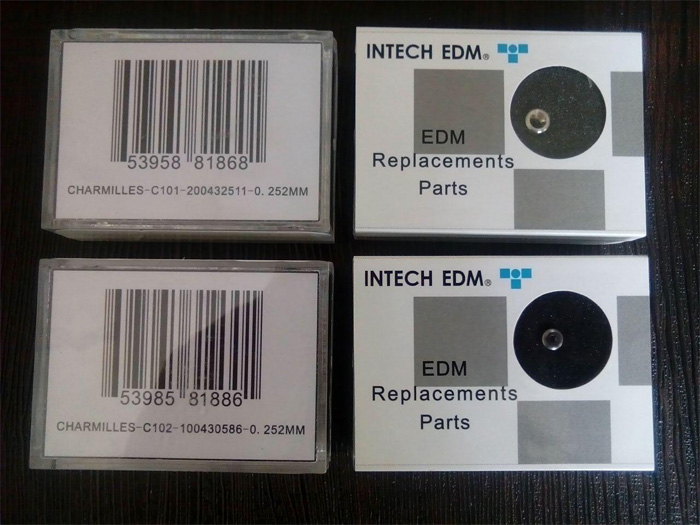 53958 81868
CHARMILLES-C101-200432511-0.252MM
INTECH EDM®
EDM
Replacements
Parts
53985 81886
CHARMILLES-C102-100430586-0.252MM
INTECH EDM®
EDM
Replacements
Parts